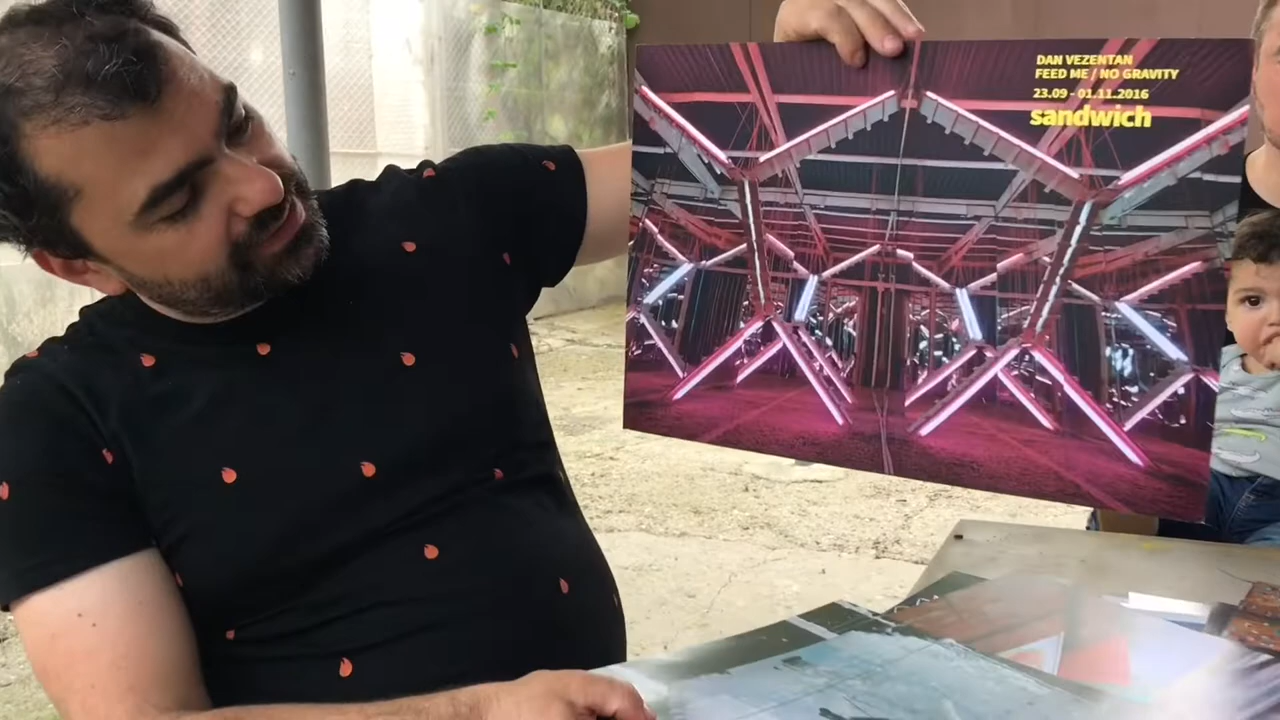 DAN VEZENTAN
FEED ME / NO GRAVITY
23.09 - 01.11.2016
sandwich